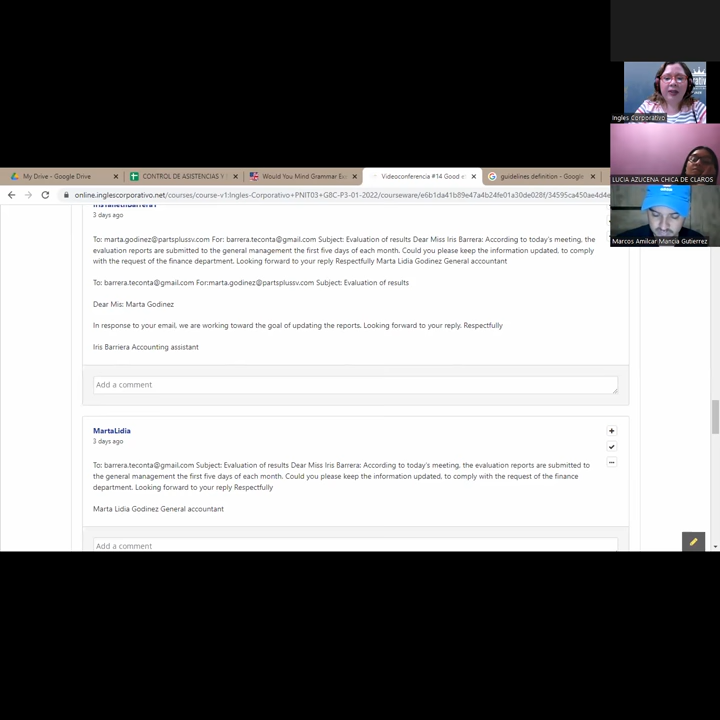 Ingles Corporativo
LUCIA AZUCENA CHICA DE CLAROS
Marcos Amilcar Mancia Gutierrez
My Drive - Google Drive
CONTROL DE ASISTENCIAS Y
Would You Mind Grammar Exe
Videoconferencia #14 Good e
guidelines definition - Google
online.inglescorporativo.net/courses/course-v1:Ingles-Corporativo+PNIT03+G8C-P3-01-2022/courseware/
3 days ago
To: marta.godinez@partsplussv.com For: barrera.teconta@gmail.com Subject: Evaluation of results Dear Miss Iris Barrera: According to today's meeting, the
evaluation reports are submitted to the general management the first five days of each month. Could you please keep the information updated, to comply
with the request of the finance department. Looking forward to your reply Respectfully Marta Lidia Godinez General accountant
To: barrera.teconta@gmail.com For:marta.godinez@partsplussv.com Subject: Evaluation of results
Dear Mis: Marta Godinez
In response to your email, we are working toward the goal of updating the reports. Looking forward to your reply. Respectfully
Iris Barriera Accounting assistant
Add a comment
MartaLidia
3 days ago
To: barrera.teconta@gmail.com Subject: Evaluation of results Dear Miss Iris Barrera: According to today's meeting, the evaluation reports are submitted to
the general management the first five days of each month. Could you please keep the information updated, to comply with the request of the finance
department. Looking forward to your reply Respectfully
Marta Lidia Godinez General accountant
Add a comment